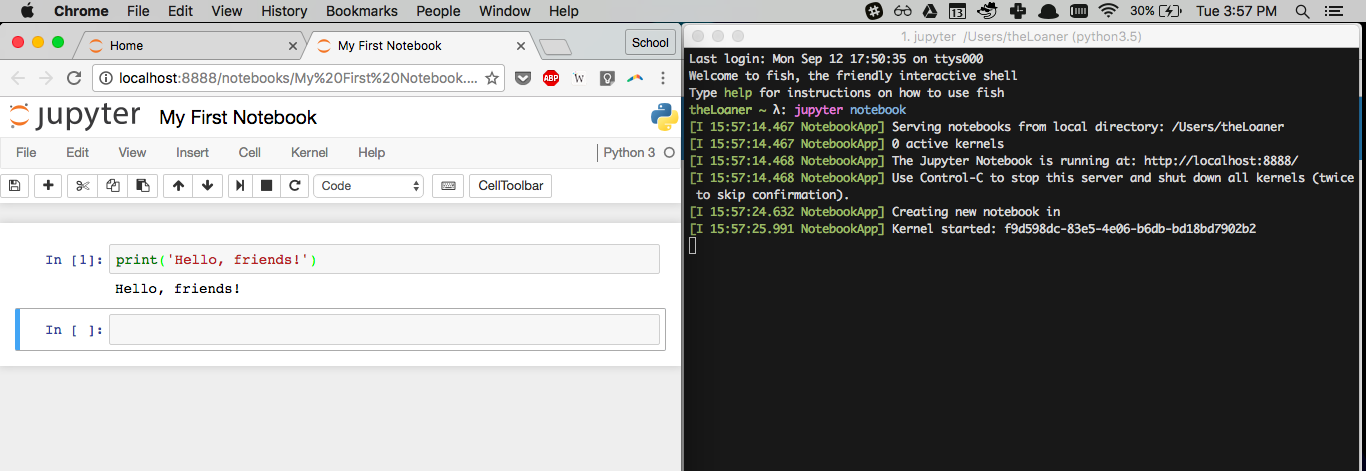 Chrome File Edit View History Bookmarks People Window Help 13 30% Tue 3:57 PM
Home My First Notebook School
localhost:8888/notebooks/My%20First%20Notebook.... ABP W
jupyter My First Notebook
File Edit View Insert Cell Kernel Help Python 3
Code CellToolbar
In [1]: print('Hello, friends!')
Hello, friends!
In [ ]:
1. jupyter /Users/theLoaner (python3.5)
Last login: Mon Sep 12 17:50:35 on ttys000
Welcome to fish, the friendly interactive shell
Type help for instructions on how to use fish
theLoaner ~ λ: jupyter notebook
[I 15:57:14.467 NotebookApp] Serving notebooks from local directory: /Users/theLoaner
[I 15:57:14.467 NotebookApp] 0 active kernels
[I 15:57:14.468 NotebookApp] The Jupyter Notebook is running at: http://localhost:8888/
[I 15:57:14.468 NotebookApp] Use Control-C to stop this server and shut down all kernels (twice
to skip confirmation).
[I 15:57:24.632 NotebookApp] Creating new notebook in
[I 15:57:25.991 NotebookApp] Kernel started: f9d598dc-83e5-4e06-b6db-bd18bd7902b2